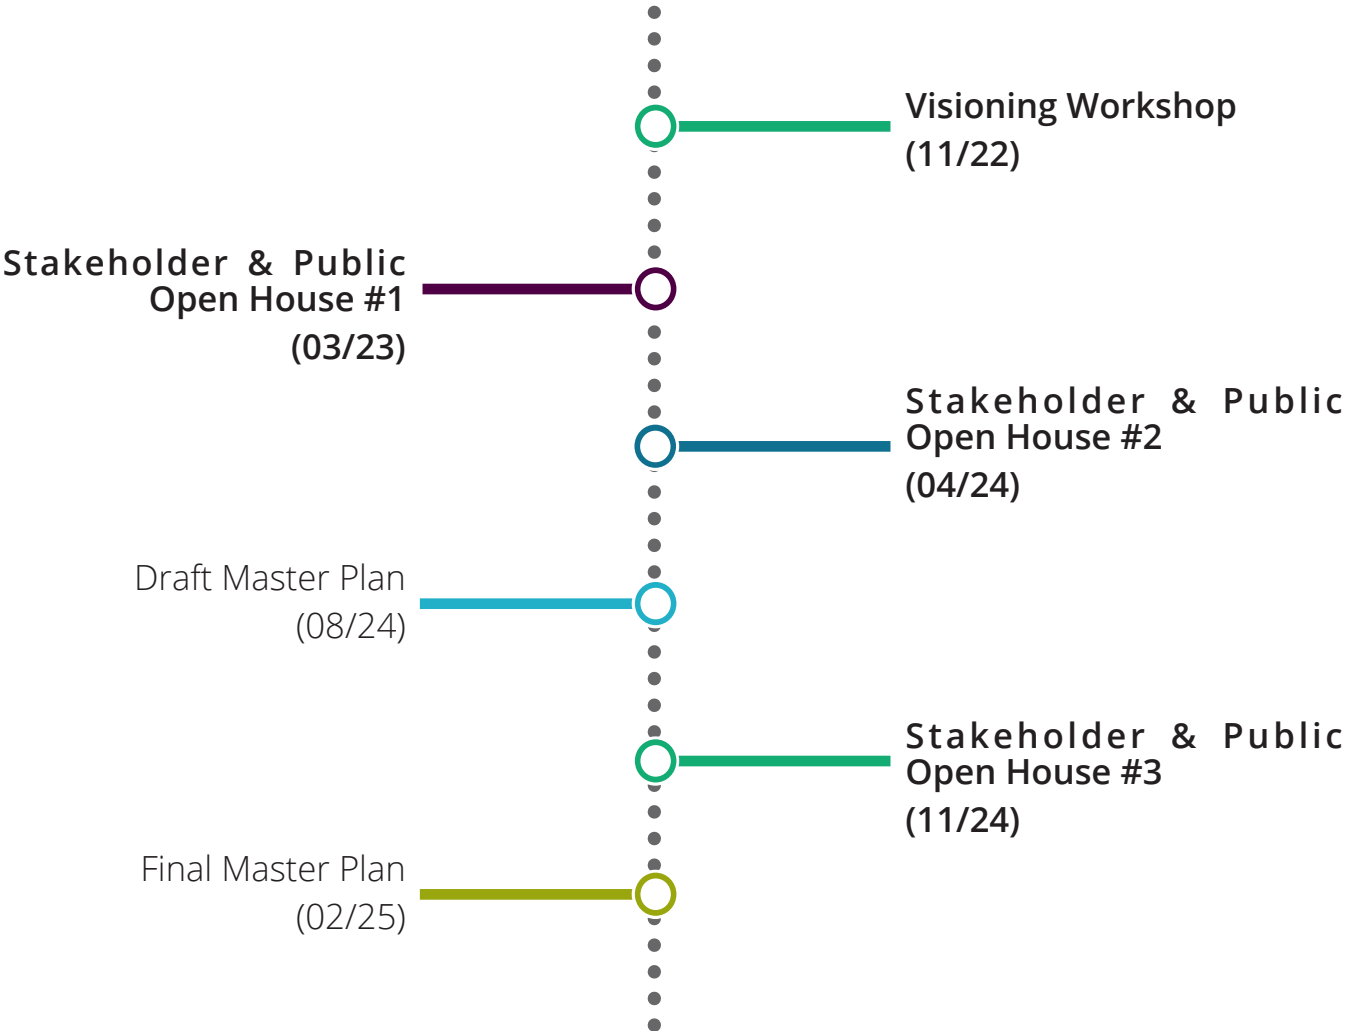 Visioning Workshop
(11/22)
Stakeholder & Public
Open House #1
(03/23)
Stakeholder & Public
Open House #2
(04/24)
Draft Master Plan
(08/24)
Stakeholder & Public
Open House #3
(11/24)
Final Master Plan
(02/25)